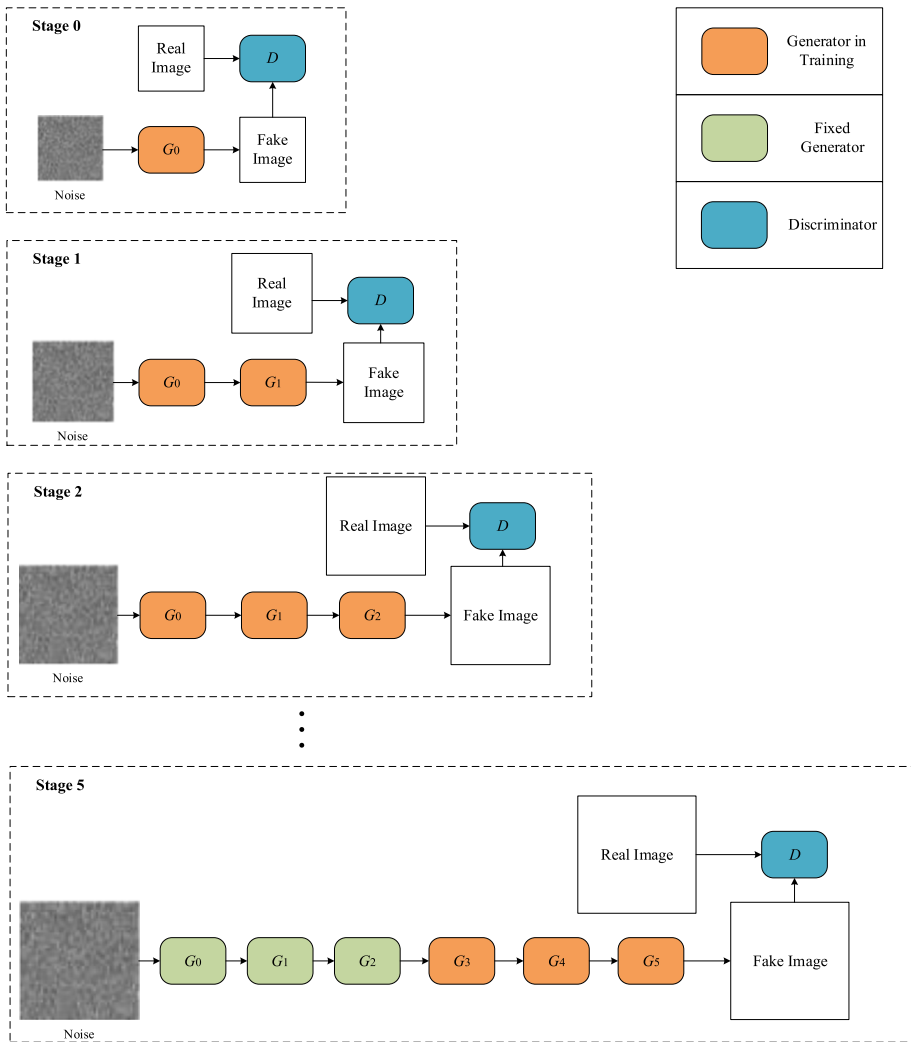 Stage 0
Real
Image
D
Noise
G0
Fake
Image
Generator in
Training
Fixed
Generator
Discriminator
Stage 1
Real
Image
D
Noise
G0
G1
Fake
Image
Stage 2
Real Image
D
Noise
G0
G1
G2
Fake Image
Stage 5
Real Image
D
Noise
G0
G1
G2
G3
G4
G5
Fake Image